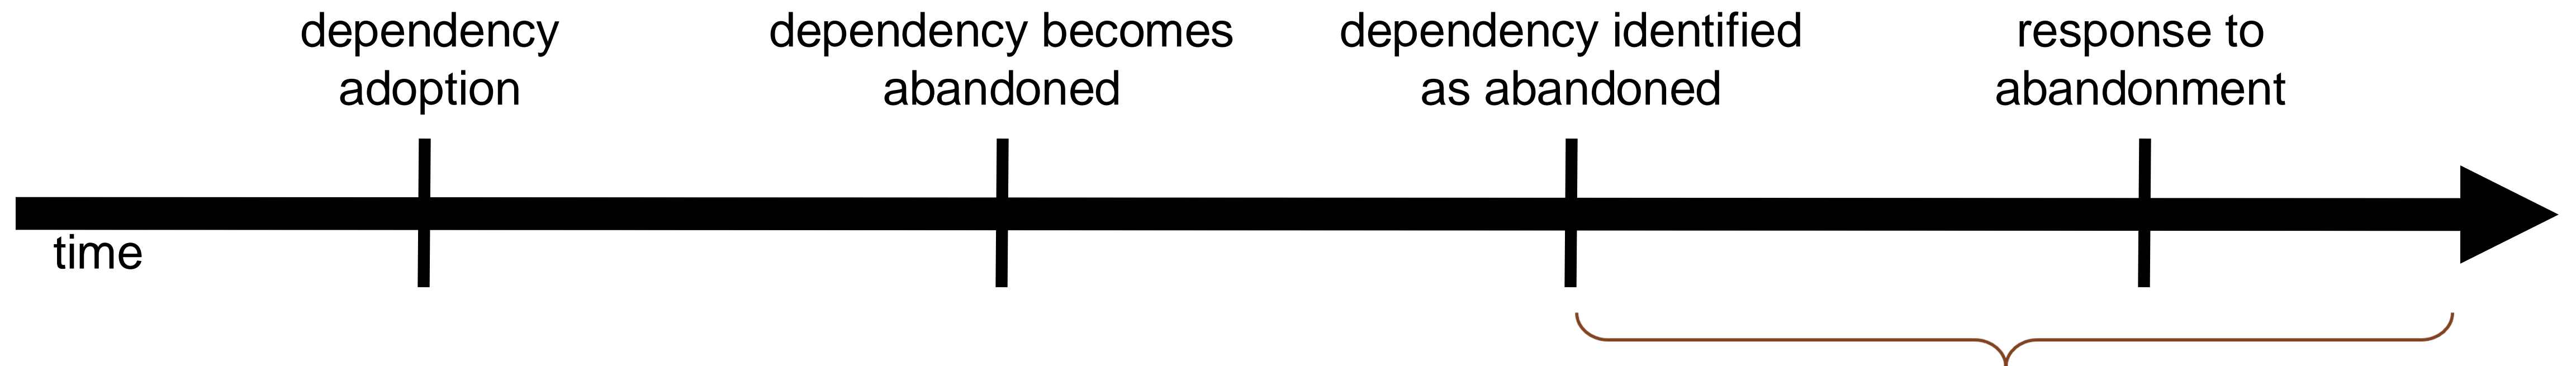 dependency
adoption
dependency becomes
abandoned
dependency identified
as abandoned
response to
abandonment
time